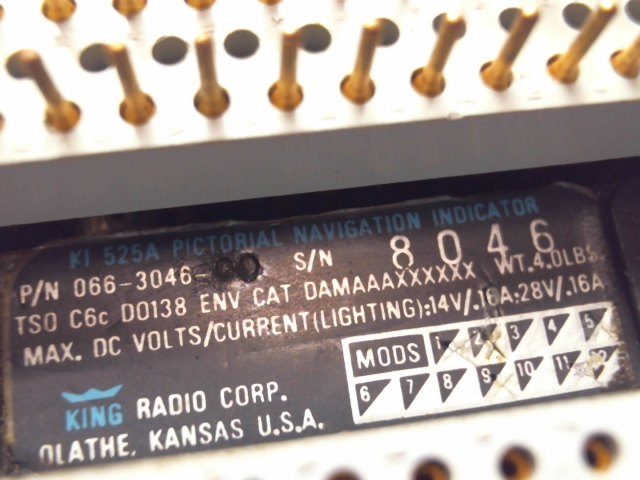 KI 525A PICTORIAL NAVIGATION INDICATOR
P/N 066-3046- S/N 8046
TSO C6c DO138 ENV CAT DAMAAAXXXXXX WT.4.0LBS.
MAX. DC VOLTS/CURRENT(LIGHTING):14V/.16A:28V/.16A
MODS 1 2 3 4 5
6 7 8 9 10 11 12
KING RADIO CORP.
OLATHE, KANSAS U.S.A.